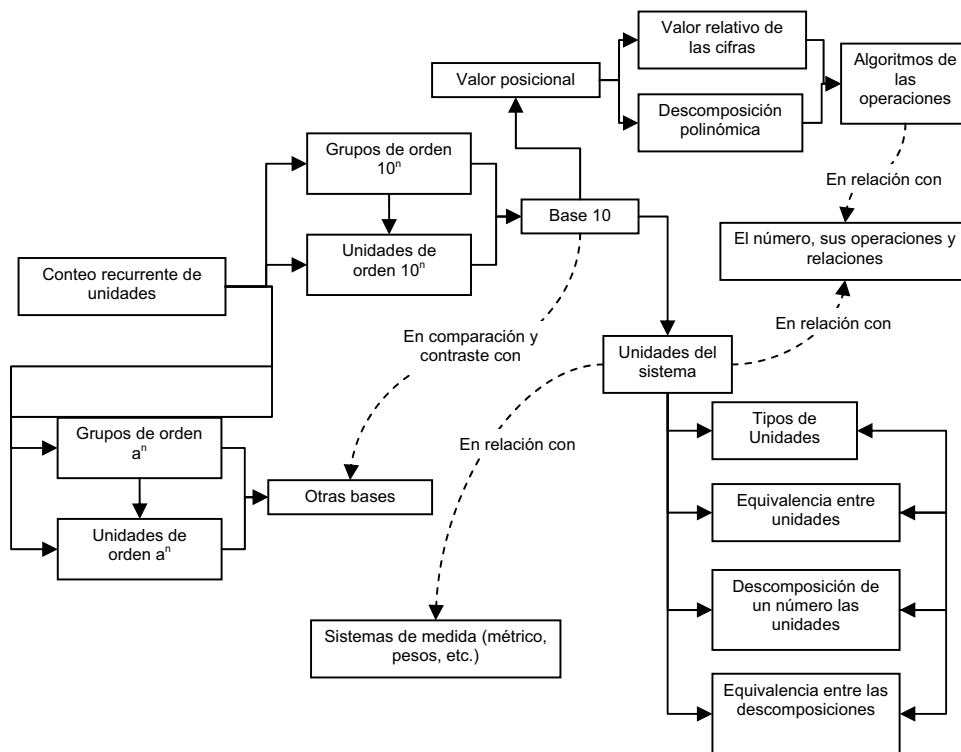 Valor relativo de
las cifras
Algoritmos de
las
operaciones
Valor posicional
Descomposición
polinómica
Grupos de orden
10ⁿ
En relación con
Base 10
El número, sus operaciones y
relaciones
Unidades de
orden 10ⁿ
Conteo recurrente de
unidades
En comparación y
contraste con
En relación con
Unidades del
sistema
Tipos de
Unidades
Grupos de orden
aⁿ
En relación con
Otras bases
Equivalencia entre
unidades
Unidades de
orden aⁿ
Descomposición de
un número las
unidades
Sistemas de medida (métrico,
pesos, etc.)
Equivalencia entre las
descomposiciones